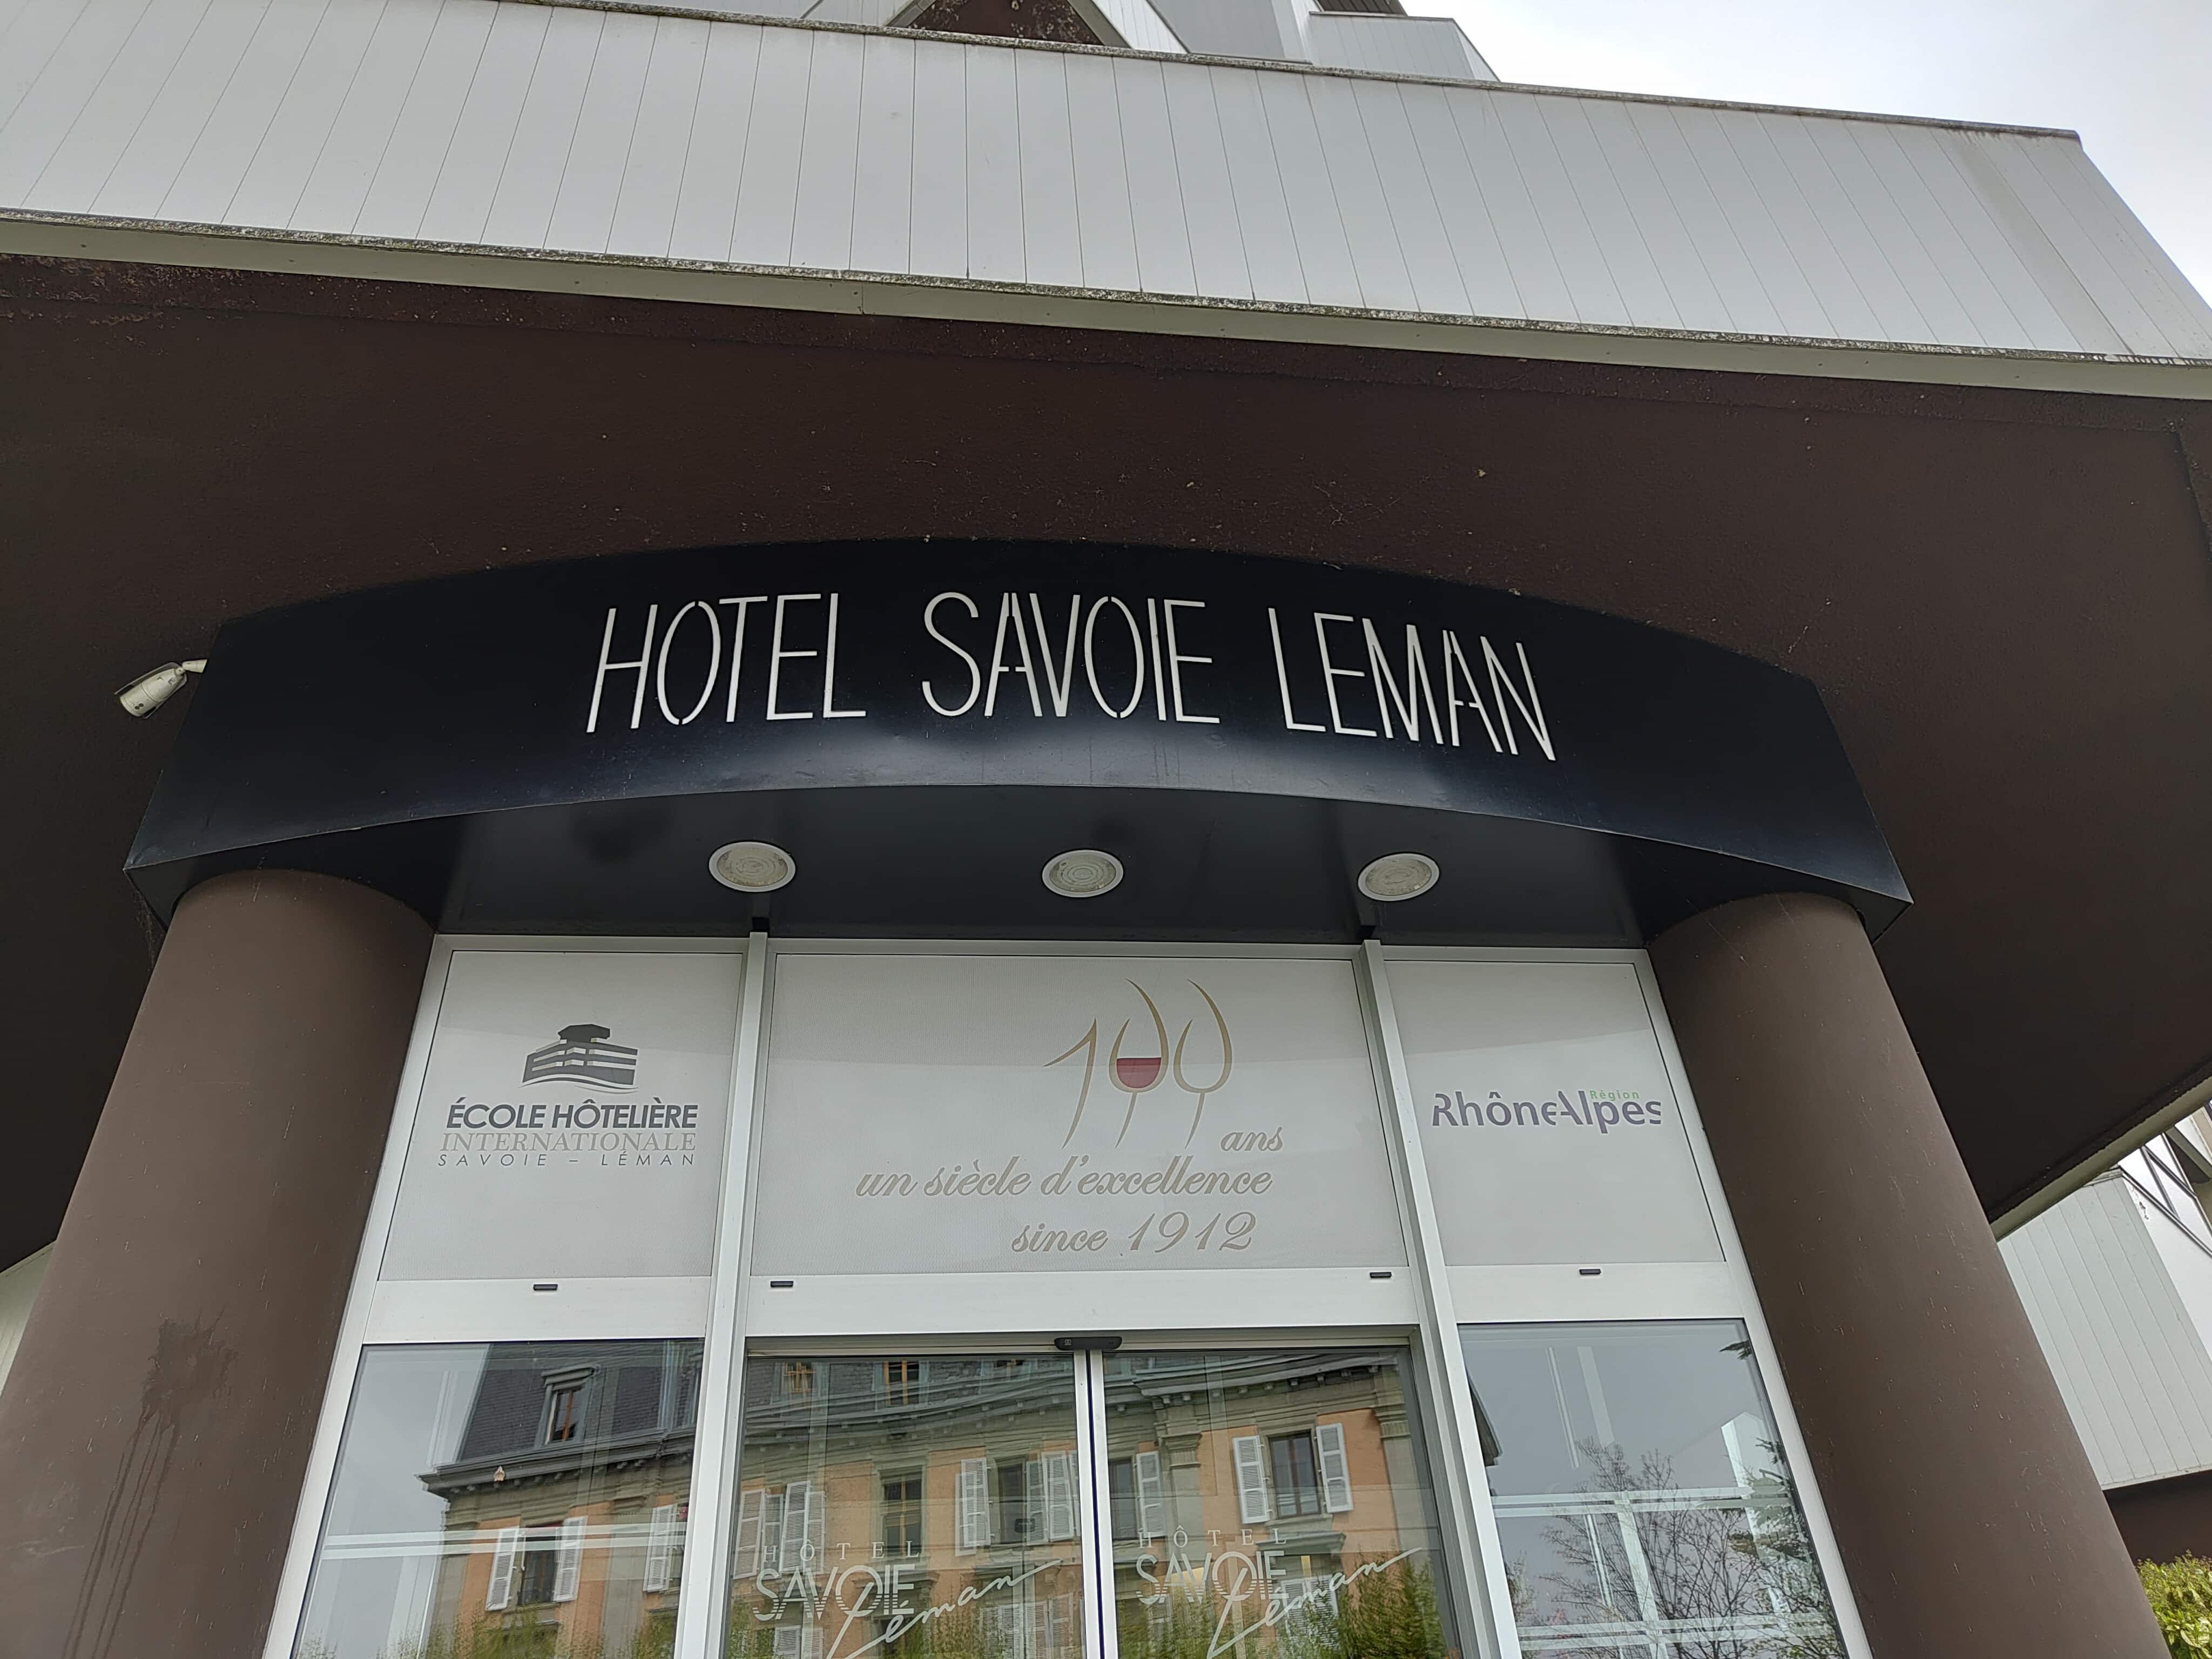 HOTEL SAVOIE LEMAN
ÉCOLE HÔTELIÈRE
INTERNATIONALE
SAVOIE – LÉMAN
100 ans
un siècle d'excellence
since 1912
Région
RhôneAlpes
HÔTEL
SAVOIE
Léman
HÔTEL
SAVOIE
Léman